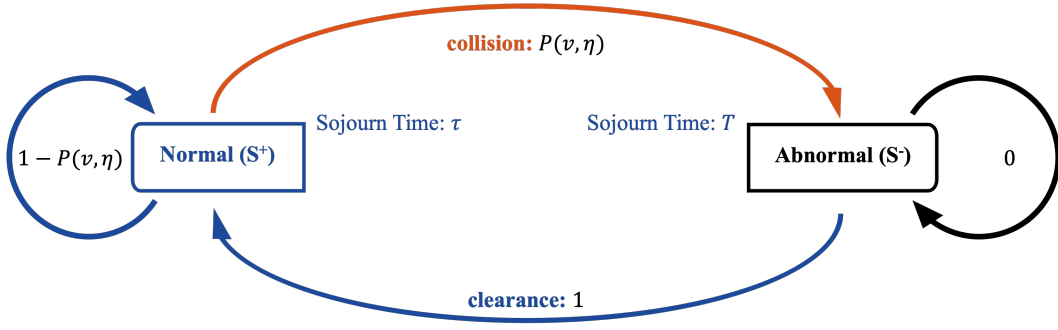 collision: P(v, η)
Sojourn Time: τ
Sojourn Time: T
1 − P(v, η)
Normal (S⁺)
Abnormal (S⁻)
0
clearance: 1